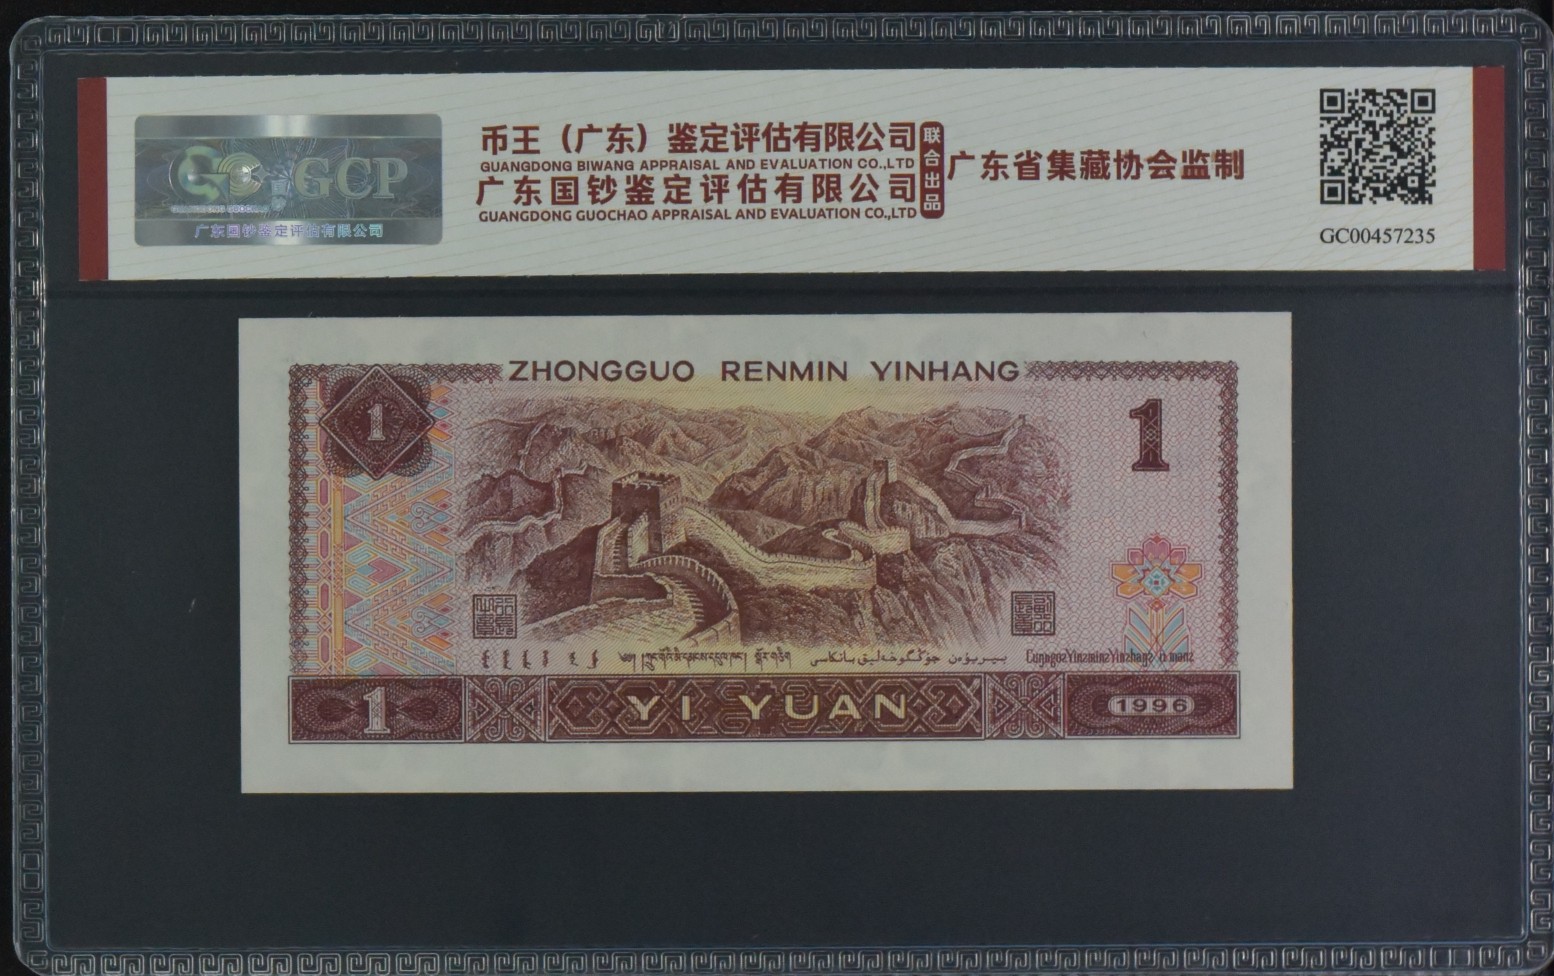 GCP
广东国钞鉴定评估有限公司
币王（广东）鉴定评估有限公司
GUANGDONG BIWANG APPRAISAL AND EVALUATION CO.,LTD
广东国钞鉴定评估有限公司
GUANGDONG GUOCHAO APPRAISAL AND EVALUATION CO.,LTD
联合出品
广东省集藏协会监制
GC00457235
ZHONGGUO RENMIN YINHANG
1
1
1
YI YUAN
1996